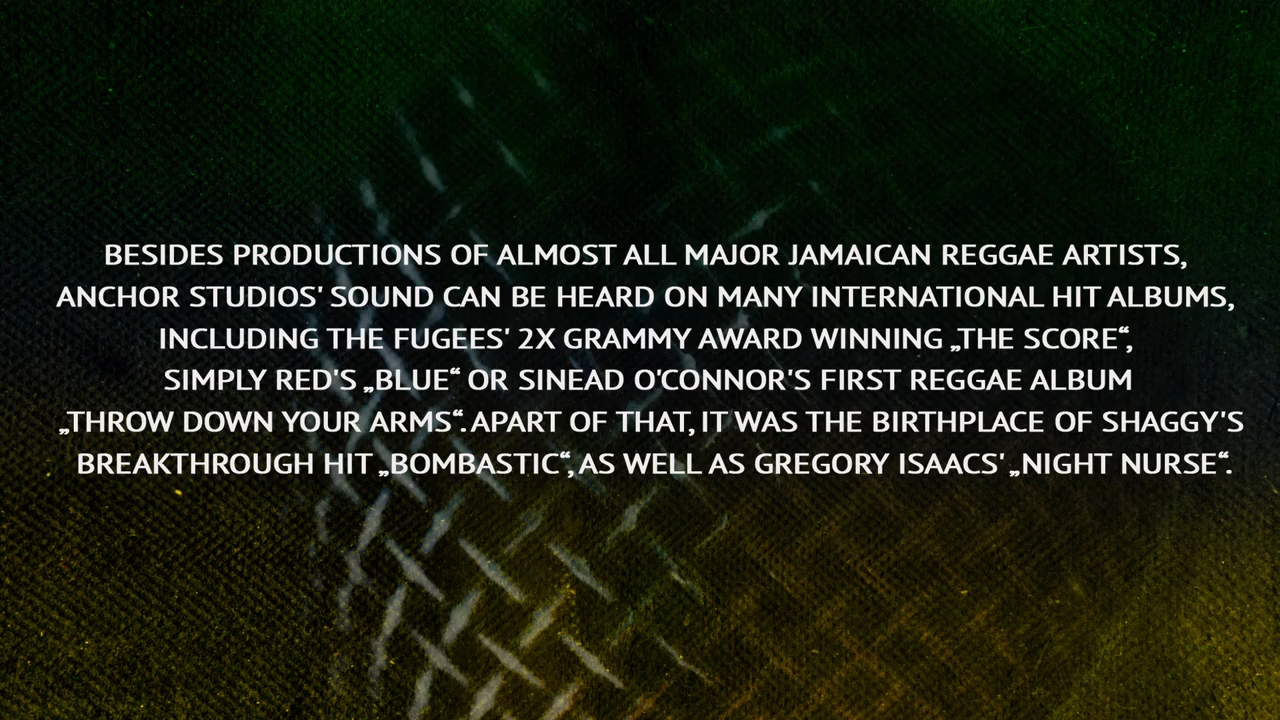 BESIDES PRODUCTIONS OF ALMOST ALL MAJOR JAMAICAN REGGAE ARTISTS,
ANCHOR STUDIOS' SOUND CAN BE HEARD ON MANY INTERNATIONAL HIT ALBUMS,
INCLUDING THE FUGEES' 2X GRAMMY AWARD WINNING „THE SCORE“,
SIMPLY RED'S „BLUE“ OR SINEAD O'CONNOR'S FIRST REGGAE ALBUM
„THROW DOWN YOUR ARMS“. APART OF THAT, IT WAS THE BIRTHPLACE OF SHAGGY'S
BREAKTHROUGH HIT „BOMBASTIC“, AS WELL AS GREGORY ISAACS' „NIGHT NURSE“.